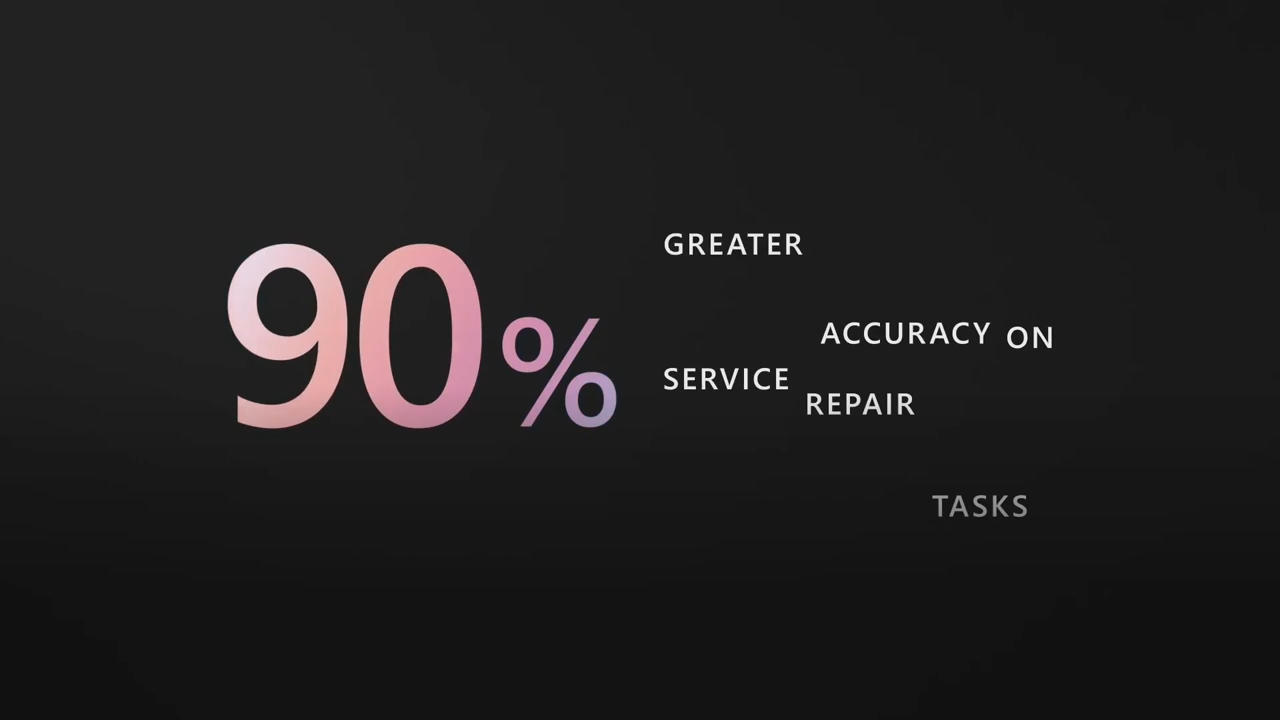 90%
GREATER
ACCURACY ON
SERVICE REPAIR
TASKS